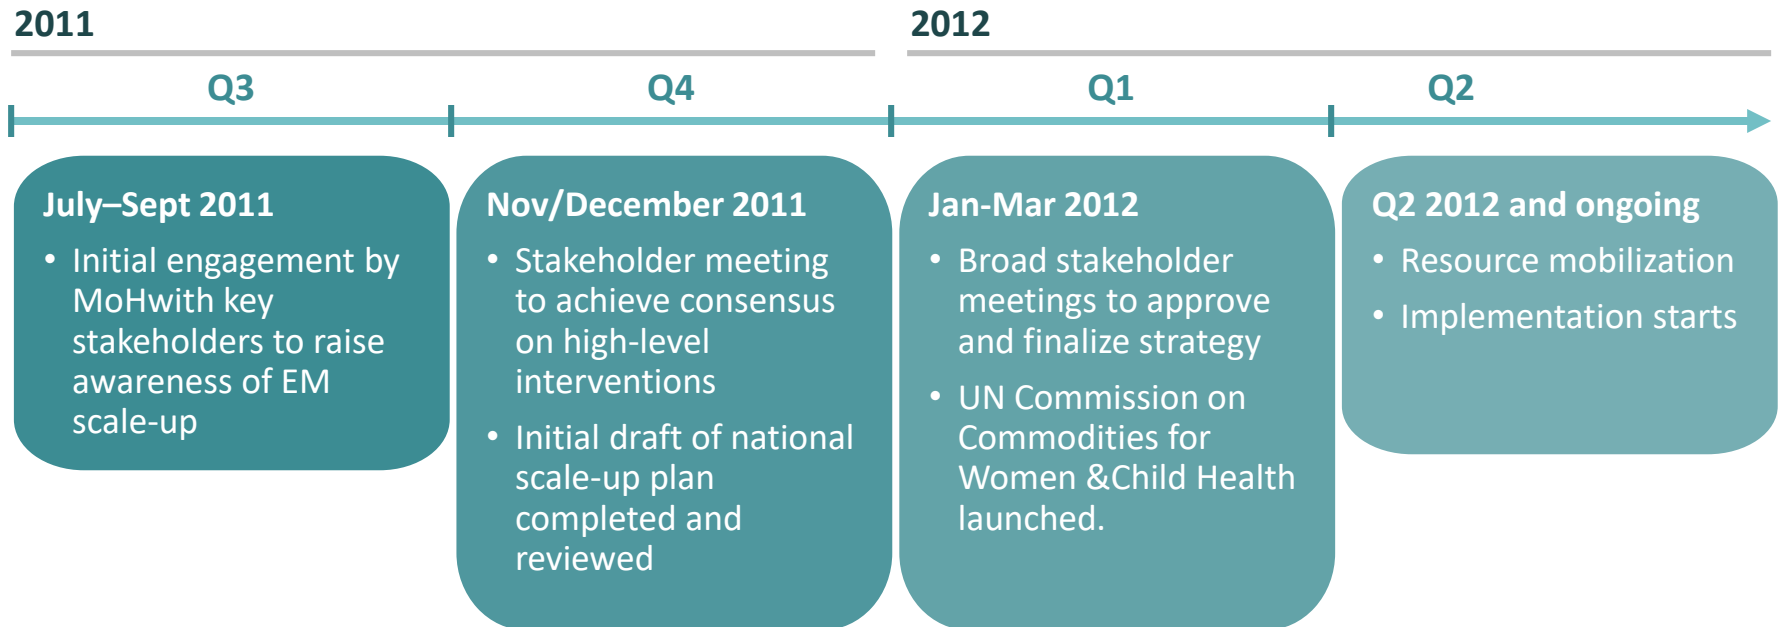 2011
2012
Q3
Q4
Q1
Q2
July–Sept 2011
• Initial engagement by
MoHwith key
stakeholders to raise
awareness of EM
scale-up
Nov/December 2011
• Stakeholder meeting
to achieve consensus
on high-level
interventions
• Initial draft of national
scale-up plan
completed and
reviewed
Jan-Mar 2012
• Broad stakeholder
meetings to approve
and finalize strategy
• UN Commission on
Commodities for
Women &Child Health
launched.
Q2 2012 and ongoing
• Resource mobilization
• Implementation starts